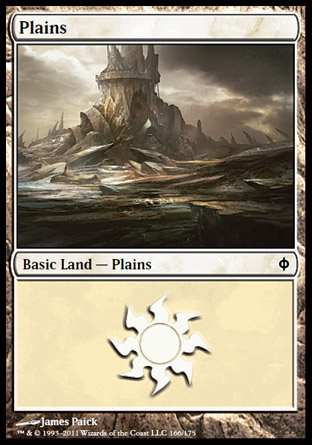 Plains
Basic Land — Plains
James Paick
™ & © 1993–2011 Wizards of the Coast LLC 166/175